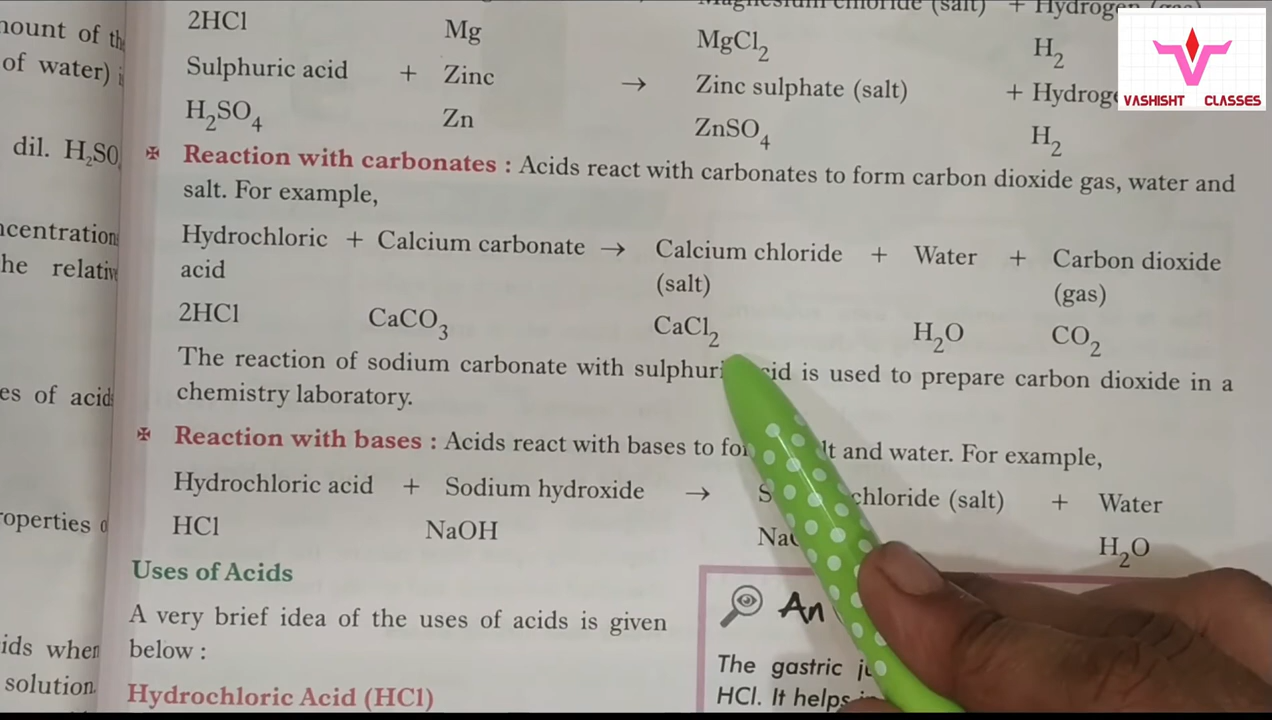 2HCl Mg MgCl2 H2
Sulphuric acid + Zinc → Zinc sulphate (salt) +
H2SO4 Zn ZnSO4 H2
VASHISHT CLASSES
of water)
dil.
✠ Reaction with carbonates : Acids react with carbonates to form carbon dioxide gas, water and
salt. For example,
Hydrochloric + Calcium carbonate → Calcium chloride + Water + Carbon dioxide
acid (salt) (gas)
2HCl CaCO3 CaCl2 H2O CO2
The reaction of sodium carbonate with is used to prepare carbon dioxide in a
chemistry laboratory.
✠ Reaction with bases : Acids react with bases to and water. For example,
Hydrochloric acid + Sodium hydroxide → chloride (salt) + Water
HCl NaOH H2O
Uses of Acids
A very brief idea of the uses of acids is given
below :
Hydrochloric Acid (HCl)
An
The gastric
HCl. It helps